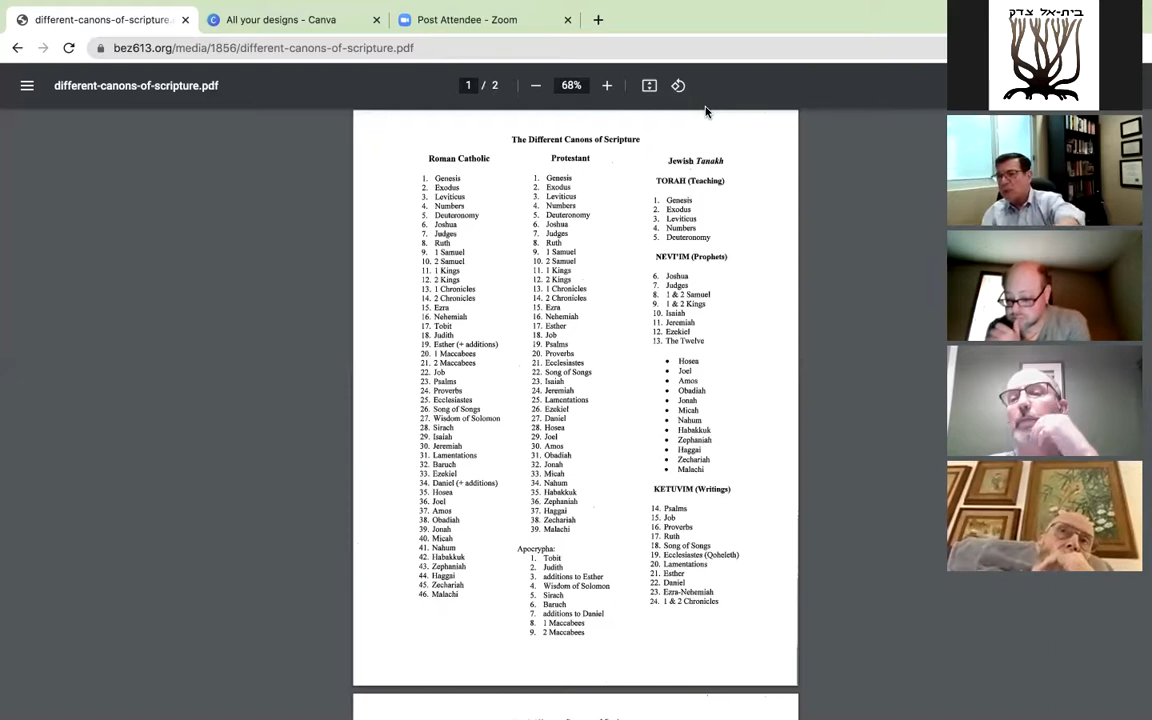 different-canons-of-scripture.
All your designs - Canva
Post Attendee - Zoom
bez613.org/media/1856/different-canons-of-scripture.pdf
different-canons-of-scripture.pdf
1 / 2
68%
בית-אל צדק
The Different Canons of Scripture
Roman Catholic
1. Genesis
2. Exodus
3. Leviticus
4. Numbers
5. Deuteronomy
6. Joshua
7. Judges
8. Ruth
9. 1 Samuel
10. 2 Samuel
11. 1 Kings
12. 2 Kings
13. 1 Chronicles
14. 2 Chronicles
15. Ezra
16. Nehemiah
17. Tobit
18. Judith
19. Esther (+ additions)
20. 1 Maccabees
21. 2 Maccabees
22. Job
23. Psalms
24. Proverbs
25. Ecclesiastes
26. Song of Songs
27. Wisdom of Solomon
28. Sirach
29. Isaiah
30. Jeremiah
31. Lamentations
32. Baruch
33. Ezekiel
34. Daniel (+ additions)
35. Hosea
36. Joel
37. Amos
38. Obadiah
39. Jonah
40. Micah
41. Nahum
42. Habakkuk
43. Zephaniah
44. Haggai
45. Zechariah
46. Malachi
Protestant
1. Genesis
2. Exodus
3. Leviticus
4. Numbers
5. Deuteronomy
6. Joshua
7. Judges
8. Ruth
9. 1 Samuel
10. 2 Samuel
11. 1 Kings
12. 2 Kings
13. 1 Chronicles
14. 2 Chronicles
15. Ezra
16. Nehemiah
17. Esther
18. Job
19. Psalms
20. Proverbs
21. Ecclesiastes
22. Song of Songs
23. Isaiah
24. Jeremiah
25. Lamentations
26. Ezekiel
27. Daniel
28. Hosea
29. Joel
30. Amos
31. Obadiah
32. Jonah
33. Micah
34. Nahum
35. Habakkuk
36. Zephaniah
37. Haggai
38. Zechariah
39. Malachi
Apocrypha:
1. Tobit
2. Judith
3. additions to Esther
4. Wisdom of Solomon
5. Sirach
6. Baruch
7. additions to Daniel
8. 1 Maccabees
9. 2 Maccabees
Jewish Tanakh
TORAH (Teaching)
1. Genesis
2. Exodus
3. Leviticus
4. Numbers
5. Deuteronomy
NEVI'IM (Prophets)
6. Joshua
7. Judges
8. 1 & 2 Samuel
9. 1 & 2 Kings
10. Isaiah
11. Jeremiah
12. Ezekiel
13. The Twelve
• Hosea
• Joel
• Amos
• Obadiah
• Jonah
• Micah
• Nahum
• Habakkuk
• Zephaniah
• Haggai
• Zechariah
• Malachi
KETUVIM (Writings)
14. Psalms
15. Job
16. Proverbs
17. Ruth
18. Song of Songs
19. Ecclesiastes (Qoheleth)
20. Lamentations
21. Esther
22. Daniel
23. Ezra-Nehemiah
24. 1 & 2 Chronicles